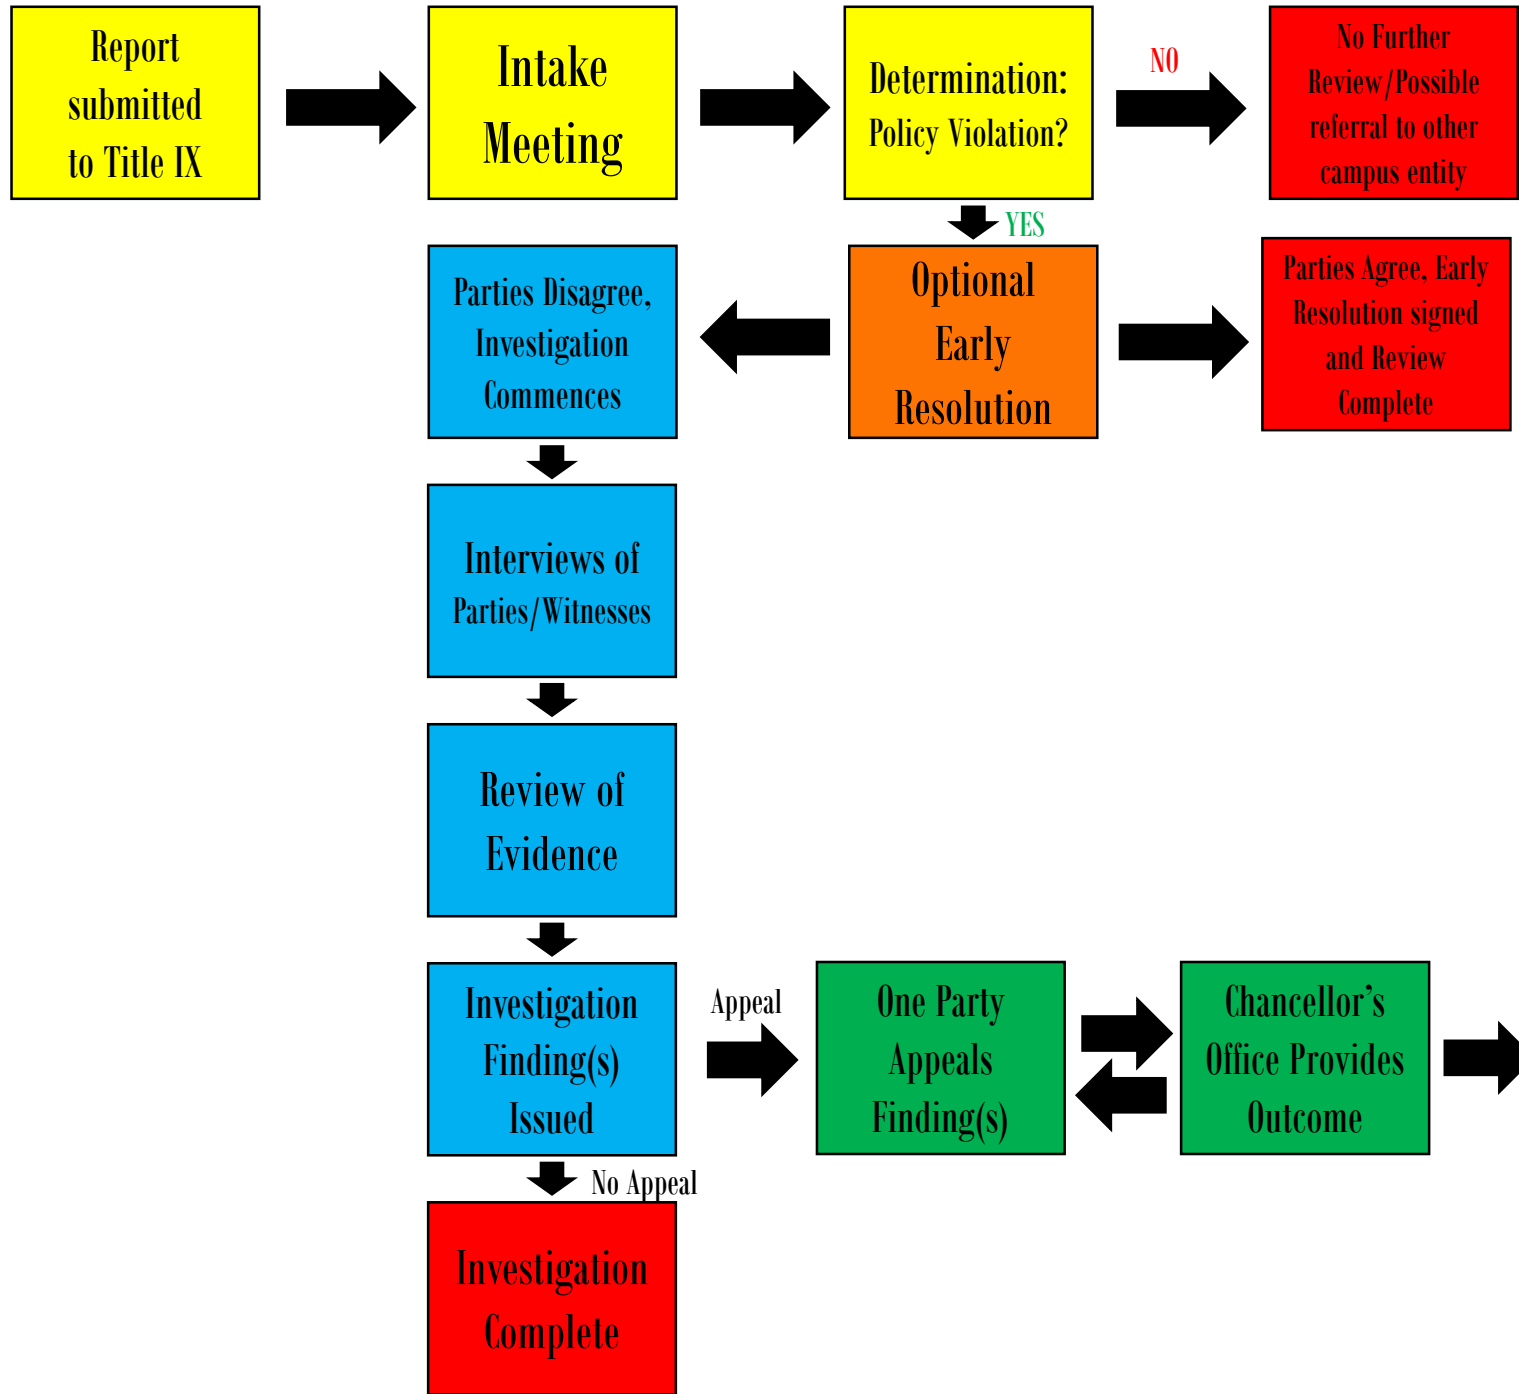 Report
submitted
to Title IX
Intake
Meeting
Determination:
Policy Violation?
NO
No Further
Review/Possible
referral to other
campus entity
YES
Parties Disagree,
Investigation
Commences
Optional
Early
Resolution
Parties Agree, Early
Resolution signed
and Review
Complete
Interviews of
Parties/Witnesses
Review of
Evidence
Investigation
Finding(s)
Issued
Appeal
One Party
Appeals
Finding(s)
Chancellor’s
Office Provides
Outcome
No Appeal
Investigation
Complete